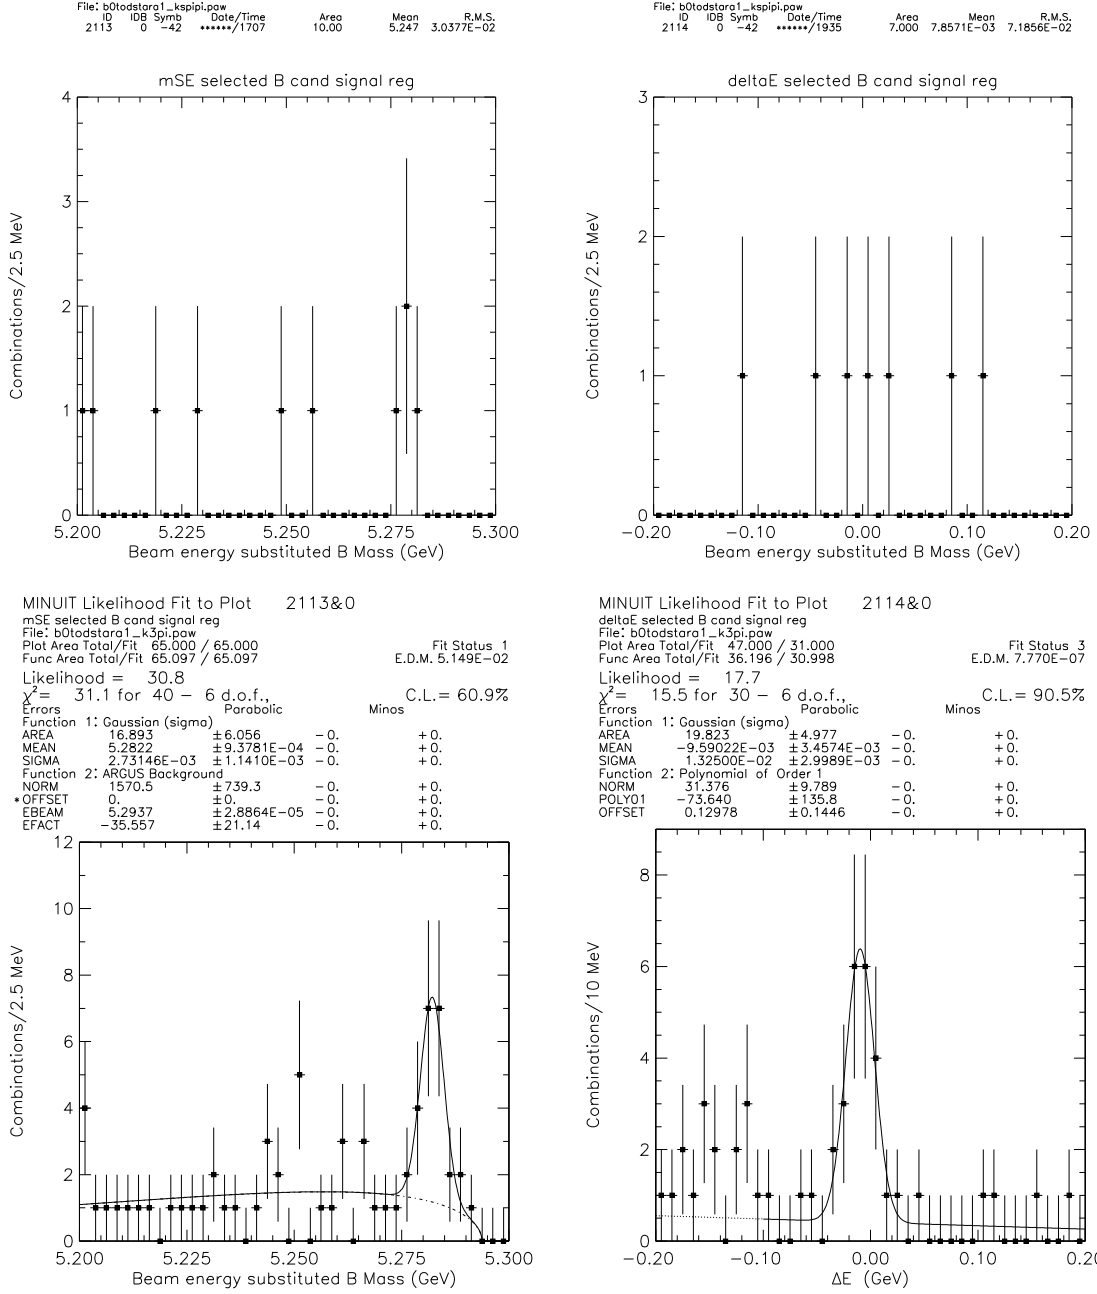 File: b0todstara1_kspipi.paw
ID IDB Symb Date/Time Area Mean R.M.S.
2113 0 -42 ******/1707 10.00 5.247 3.0377E-02
mSE selected B cand signal reg
4
3
2
1
0
Combinations/2.5 MeV
5.200 5.225 5.250 5.275 5.300
Beam energy substituted B Mass (GeV)
File: b0todstara1_kspipi.paw
ID IDB Symb Date/Time Area Mean R.M.S.
2114 0 -42 ******/1935 7.000 7.8571E-03 7.1856E-02
deltaE selected B cand signal reg
3
2
1
0
Combinations/2.5 MeV
-0.20 -0.10 0.00 0.10 0.20
Beam energy substituted B Mass (GeV)
MINUIT Likelihood Fit to Plot 2113&0
mSE selected B cand signal reg
File: b0todstara1_k3pi.paw
Plot Area Total/Fit 65.000 / 65.000 Fit Status 1
Func Area Total/Fit 65.097 / 65.097 E.D.M. 5.149E-02
Likelihood = 30.8
χ²= 31.1 for 40 - 6 d.o.f., C.L.= 60.9%
Errors Parabolic Minos
Function 1: Gaussian (sigma)
AREA 16.893 ± 6.056 - 0. + 0.
MEAN 5.2822 ± 9.3781E-04 - 0. + 0.
SIGMA 2.73146E-03 ± 1.1410E-03 - 0. + 0.
Function 2: ARGUS Background
NORM 1570.5 ± 739.3 - 0. + 0.
* OFFSET 0. ± 0. - 0. + 0.
EBEAM 5.2937 ± 2.8864E-05 - 0. + 0.
EFACT -35.557 ± 21.14 - 0. + 0.
12
10
8
6
4
2
0
Combinations/2.5 MeV
5.200 5.225 5.250 5.275 5.300
Beam energy substituted B Mass (GeV)
MINUIT Likelihood Fit to Plot 2114&0
deltaE selected B cand signal reg
File: b0todstara1_k3pi.paw
Plot Area Total/Fit 47.000 / 31.000 Fit Status 3
Func Area Total/Fit 36.196 / 30.998 E.D.M. 7.770E-07
Likelihood = 17.7
χ²= 15.5 for 30 - 6 d.o.f., C.L.= 90.5%
Errors Parabolic Minos
Function 1: Gaussian (sigma)
AREA 19.823 ± 4.977 - 0. + 0.
MEAN -9.59022E-03 ± 3.4574E-03 - 0. + 0.
SIGMA 1.32500E-02 ± 2.9989E-03 - 0. + 0.
Function 2: Polynomial of Order 1
NORM 31.376 ± 9.789 - 0. + 0.
POLY01 -73.640 ± 135.8 - 0. + 0.
OFFSET 0.12978 ± 0.1446 - 0. + 0.
8
6
4
2
0
Combinations/10 MeV
-0.20 -0.10 0.00 0.10 0.20
ΔE (GeV)